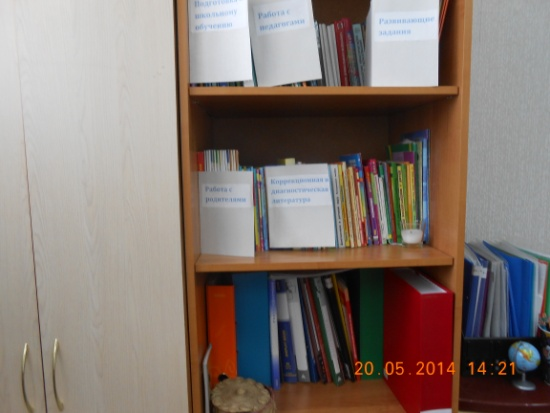 Подготовка к
школьному
обучению
Работа с
педагогами
Развивающие
задания
Работа с
родителями
Коррекционная и
диагностическая
литература
20.05.2014 14:21